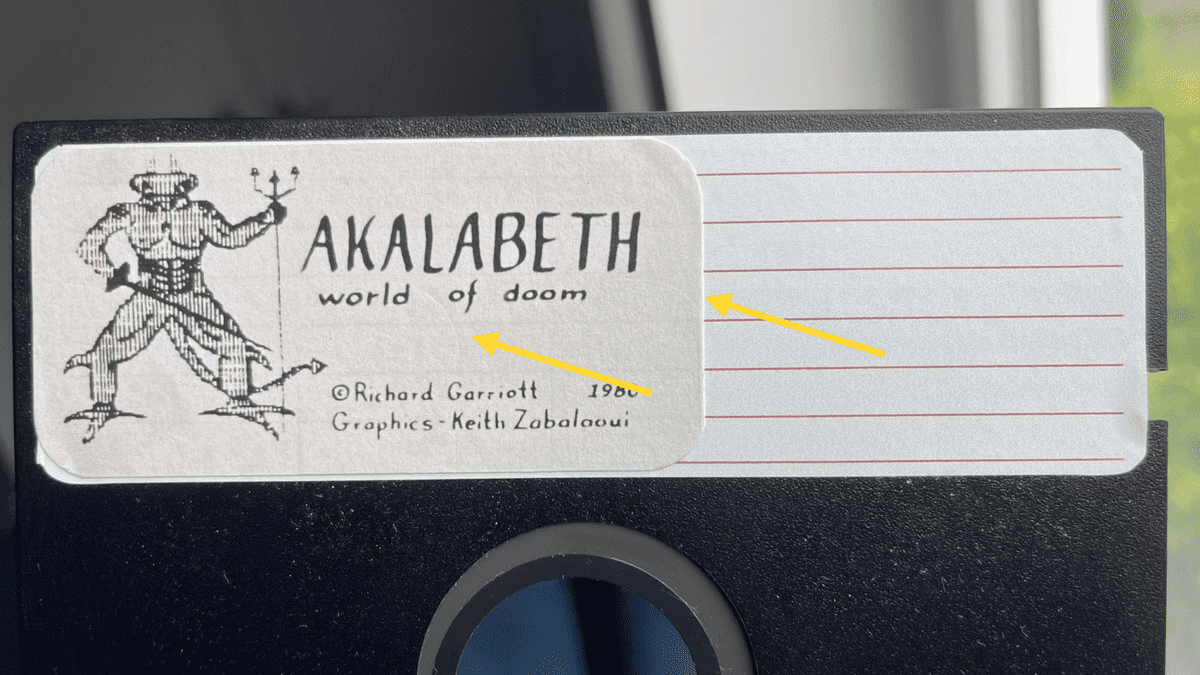 AKALABETH
world of doom
©Richard Garriott 1980
Graphics - Keith Zabalaoui